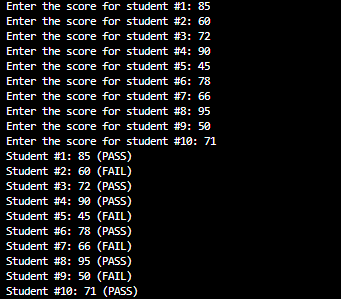 Enter the score for student #1: 85
Enter the score for student #2: 60
Enter the score for student #3: 72
Enter the score for student #4: 90
Enter the score for student #5: 45
Enter the score for student #6: 78
Enter the score for student #7: 66
Enter the score for student #8: 95
Enter the score for student #9: 50
Enter the score for student #10: 71
Student #1: 85 (PASS)
Student #2: 60 (FAIL)
Student #3: 72 (PASS)
Student #4: 90 (PASS)
Student #5: 45 (FAIL)
Student #6: 78 (PASS)
Student #7: 66 (FAIL)
Student #8: 95 (PASS)
Student #9: 50 (FAIL)
Student #10: 71 (PASS)